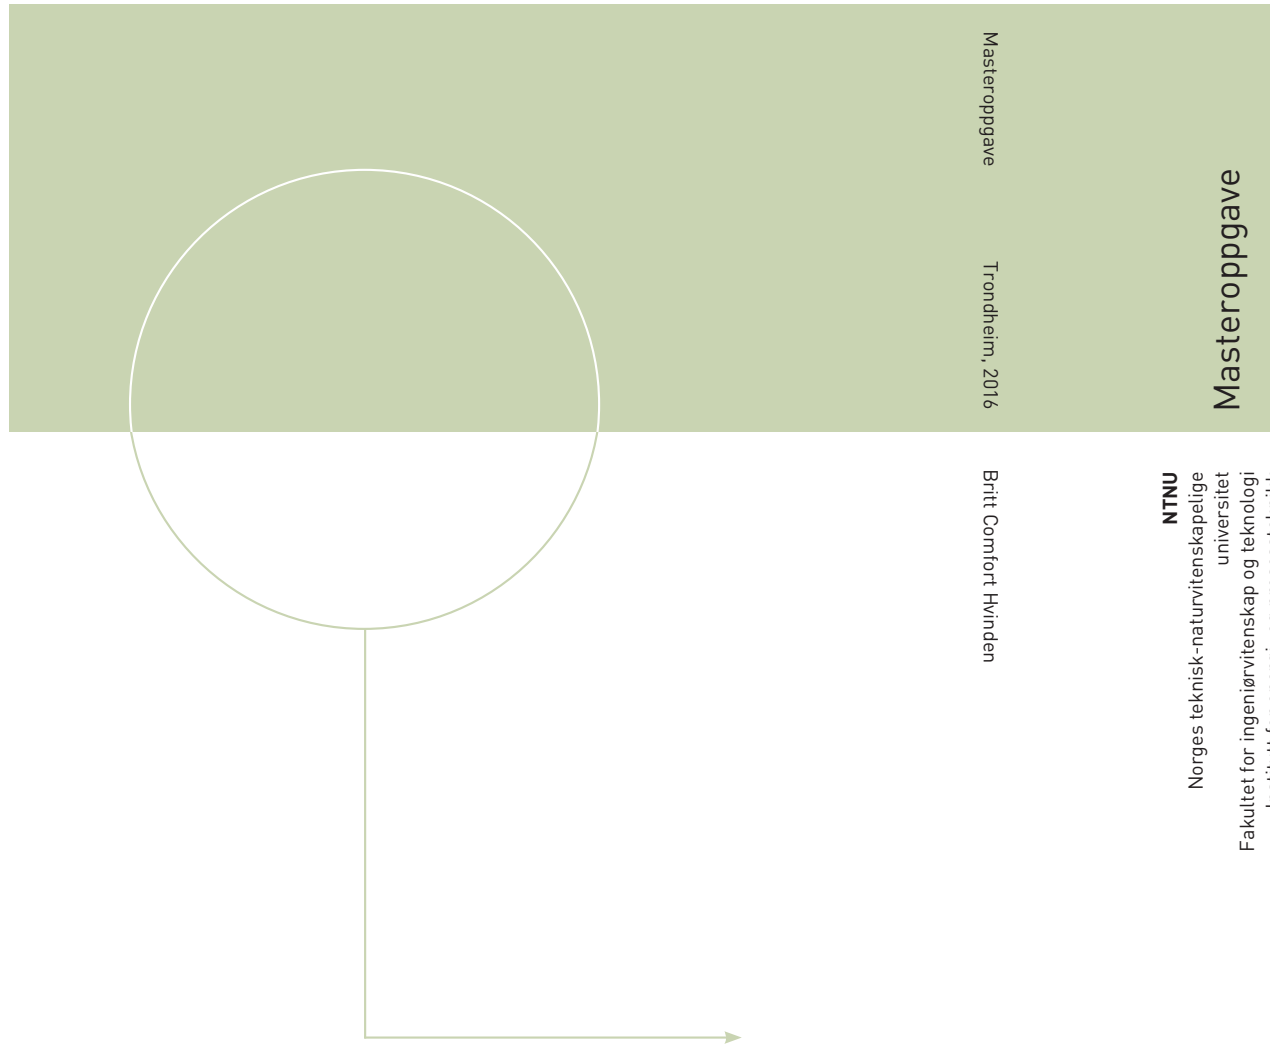 Masteroppgave
Trondheim, 2016
Britt Comfort Hvinden
Masteroppgave
NTNU
Norges teknisk-naturvitenskapelige
universitet
Fakultet for ingeniørvitenskap og teknologi